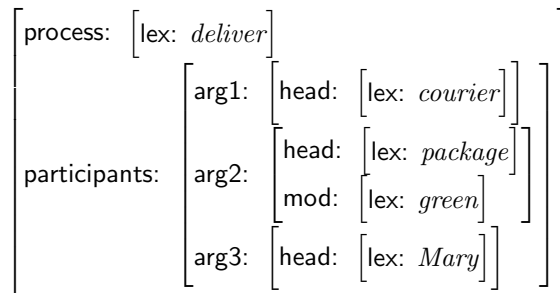 process: [lex: deliver]
arg1: [head: [lex: courier]]
head: [lex: package]
participants: arg2:
mod: [lex: green]
arg3: [head: [lex: Mary]]